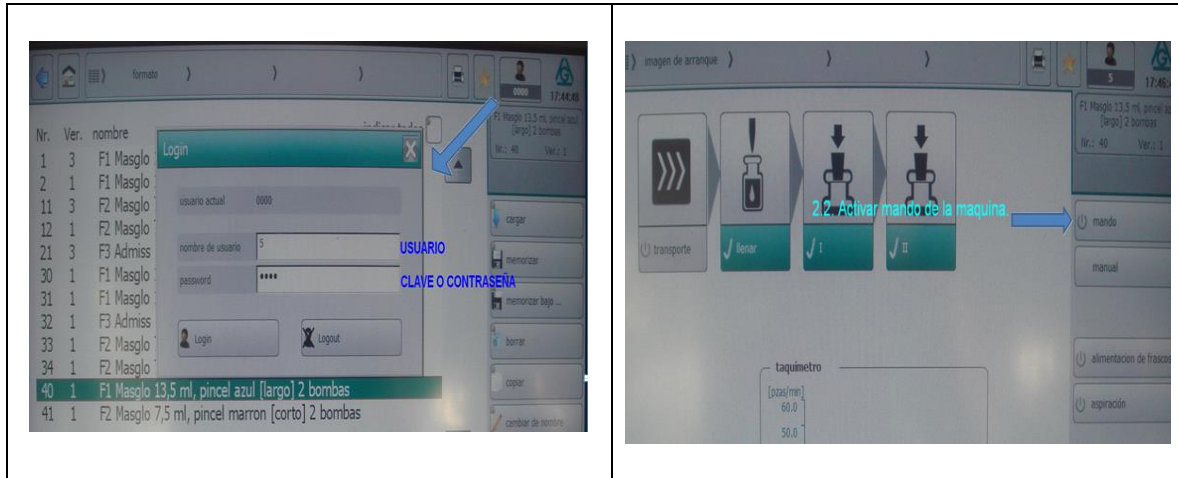 formato
0000
17:44:48
F1 Masglo 13,5 ml, pincel azul
[largo] 2 bombas
Nr.: 40 Ver.: 1
Nr. Ver. nombre
Login
1 3 F1 Masglo
2 1 F1 Masglo
11 3 F2 Masglo
12 1 F2 Masglo
21 3 F3 Admiss
30 1 F1 Masglo
31 1 F1 Masglo
32 1 F3 Admiss
33 1 F2 Masglo
34 1 F2 Masglo
40 1 F1 Masglo 13,5 ml, pincel azul [largo] 2 bombas
41 1 F2 Masglo 7,5 ml, pincel marron [corto] 2 bombas
usuario actual 0000
nombre de usuario 5 USUARIO
password **** CLAVE O CONTRASEÑA
Login Logout
cargar
memorizar
memorizar bajo ...
borrar
copiar
cambiar de nombre
imagen de arranque
5
17:46:
F1 Masglo 13,5 ml, pincel az
[largo] 2 bombas
Nr.: 40 Ver.: 1
2.2. Activar mando de la maquina
transporte
llenar
I
II
mando
manual
alimentacion de frascos
aspiración
taquímetro
[pzas/min]
60.0
50.0